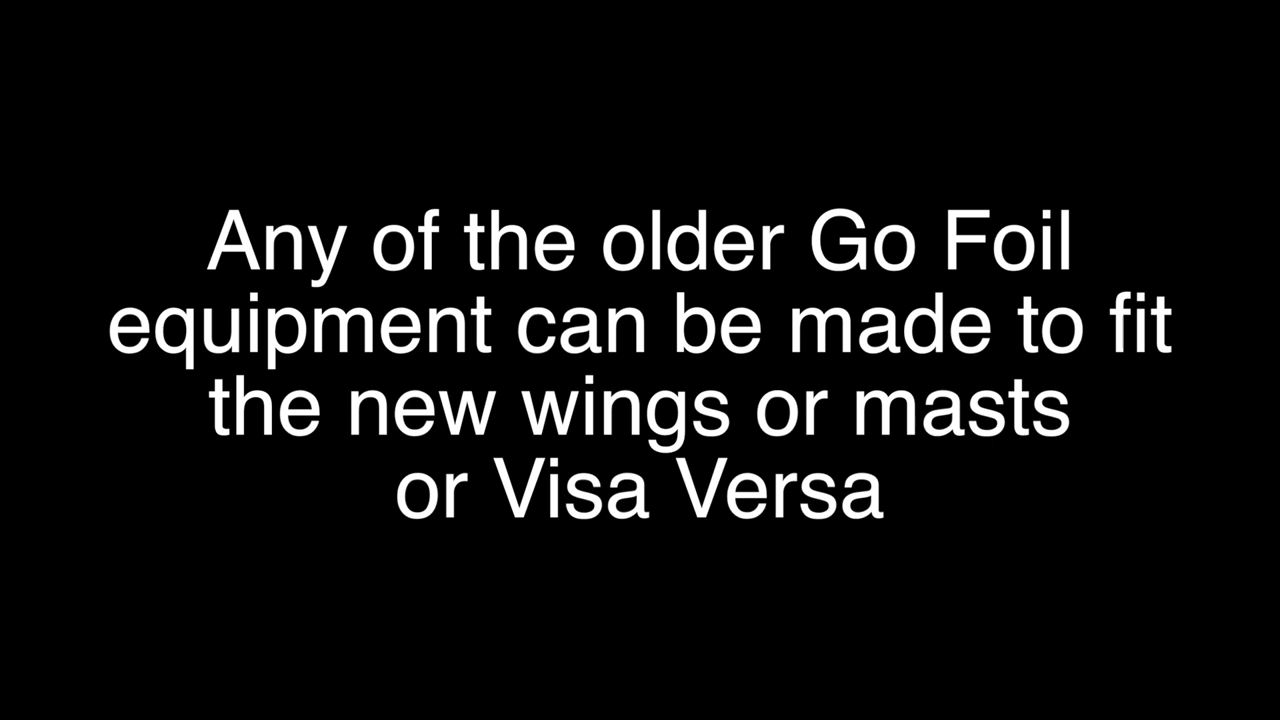 Any of the older Go Foil
equipment can be made to fit
the new wings or masts
or Visa Versa